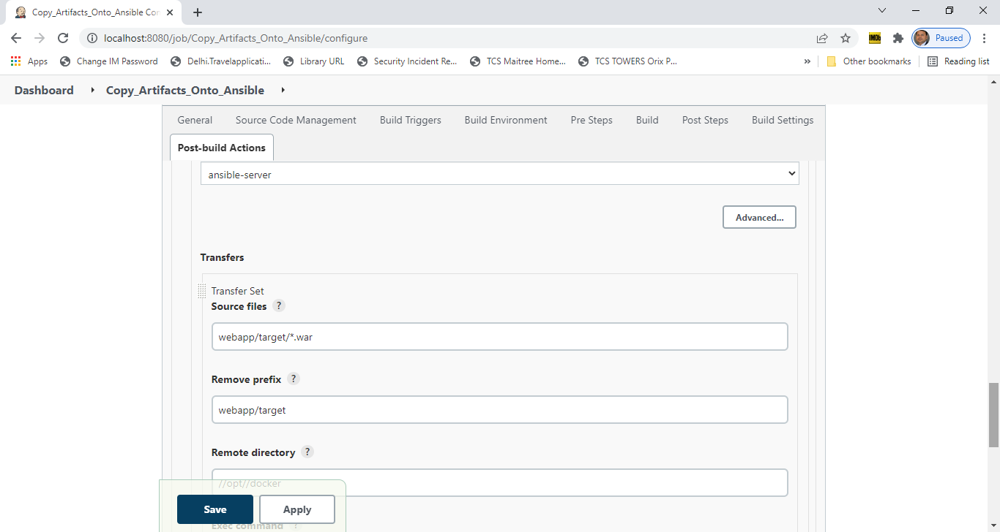 Copy_Artifacts_Onto_Ansible Con
localhost:8080/job/Copy_Artifacts_Onto_Ansible/configure
IMDb
Paused
Apps
Change IM Password
Delhi.Travelapplicati...
Library URL
Security Incident Re...
TCS Maitree Home...
TCS TOWERS Orix P...
»
Other bookmarks
Reading list
Dashboard
Copy_Artifacts_Onto_Ansible
General
Source Code Management
Build Triggers
Build Environment
Pre Steps
Build
Post Steps
Build Settings
Post-build Actions
ansible-server
Advanced...
Transfers
Transfer Set
Source files ?
webapp/target/*.war
Remove prefix ?
webapp/target
Remote directory ?
//opt//docker
Save
Apply
Exec command ?